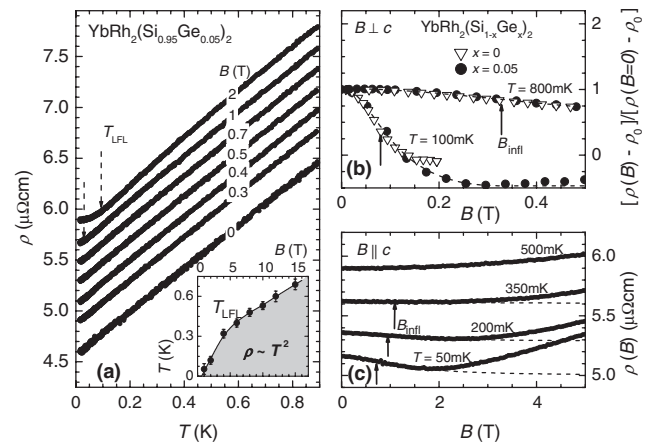 YbRh2(Si0.95Ge0.05)2
B (T)
2
1
0.7
0.5
0.4
0.3
0
TLFL
7.5
7.0
6.5
6.0
5.5
5.0
4.5
ρ (μΩcm)
(a)
0.0 0.2 0.4 0.6 0.8
T (K)
B (T)
0 5 10 15
0.6
0.3
0.0
T (K)
TLFL
ρ ~ T2
B ⊥ c YbRh2(Si1-xGex)2
x = 0
x = 0.05
T = 800mK
T = 100mK
Binfl
(b)
2
1
0
[ρ(B) - ρ0]/[ρ(B=0) - ρ0]
0.0 0.2 0.4
B (T)
B || c
500mK
350mK
Binfl
200mK
T = 50mK
(c)
6.0
5.5
5.0
ρ(B) (μΩcm)
0 2 4
B (T)